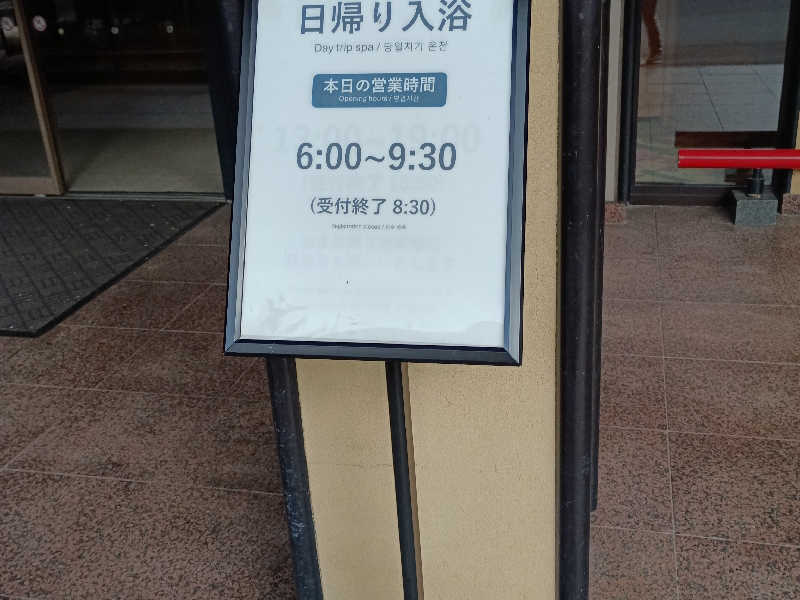 日帰り入浴
Day trip spa / 당일치기 온천
本日の営業時間
Opening hours / 영업시간
6:00~9:30
(受付終了 8:30)